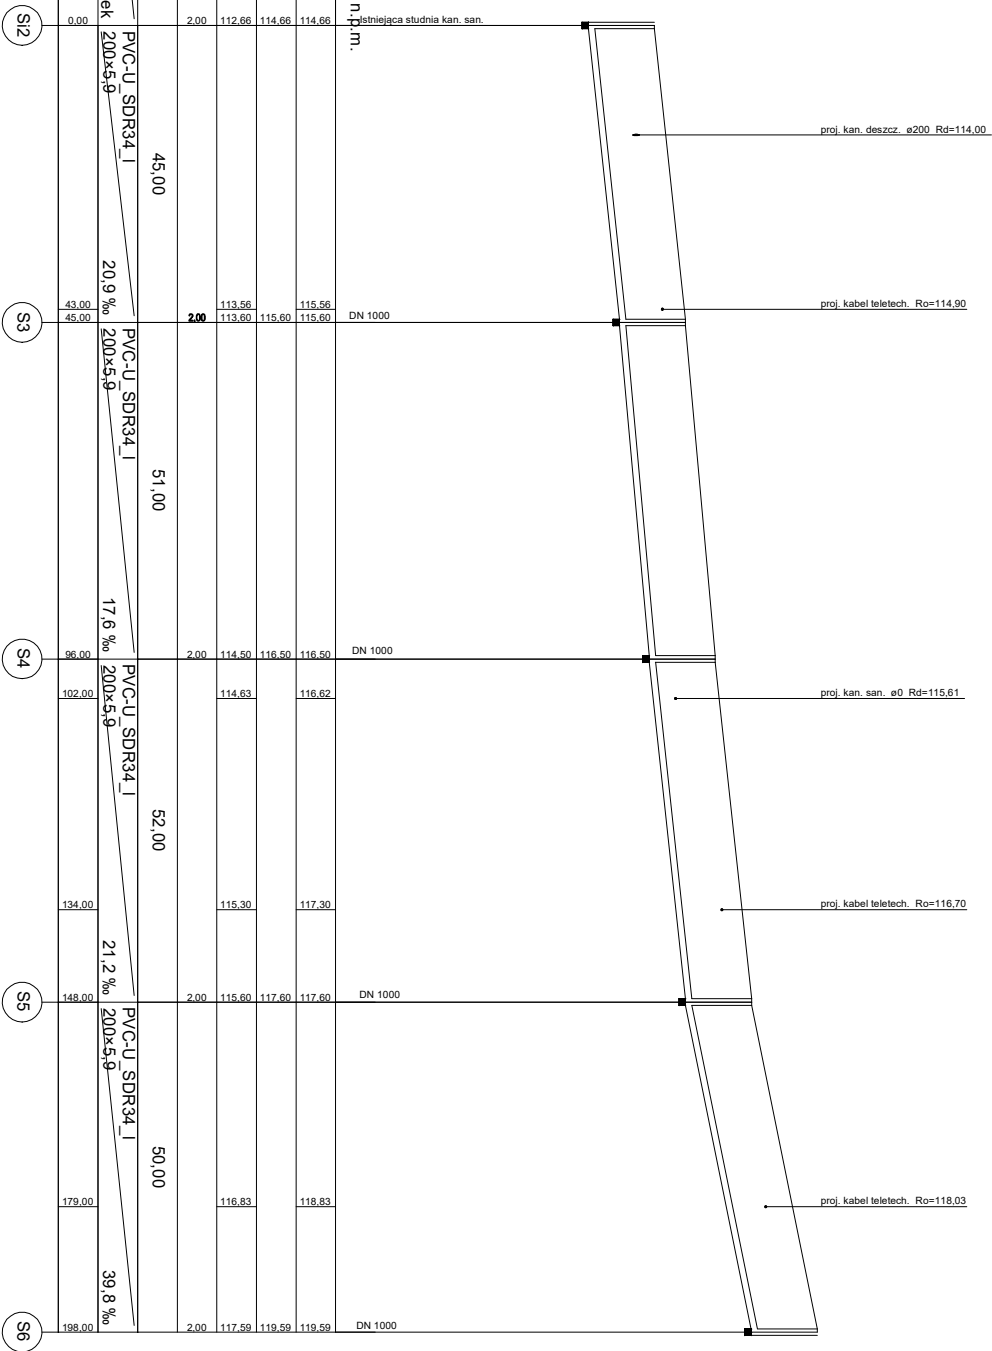 n.p.m.
ek
Si2
0,00
2,00
112,66
114,66
114,66
Istniejąca studnia kan. san.
PVC-U_SDR34_I
200×5,9
45,00
20,9 ‰
proj. kan. deszcz. ø200 Rd=114,00
43,00
113,56
115,56
proj. kabel teletech. Ro=114,90
S3
45,00
2,00
113,60
115,60
115,60
DN 1000
PVC-U_SDR34_I
200×5,9
51,00
17,6 ‰
S4
96,00
2,00
114,50
116,50
116,50
DN 1000
PVC-U_SDR34_I
200×5,9
52,00
21,2 ‰
102,00
114,63
116,62
proj. kan. san. ø0 Rd=115,61
134,00
115,30
117,30
proj. kabel teletech. Ro=116,70
S5
148,00
2,00
115,60
117,60
117,60
DN 1000
PVC-U_SDR34_I
200×5,9
50,00
39,8 ‰
179,00
116,83
118,83
proj. kabel teletech. Ro=118,03
S6
198,00
2,00
117,59
119,59
119,59
DN 1000